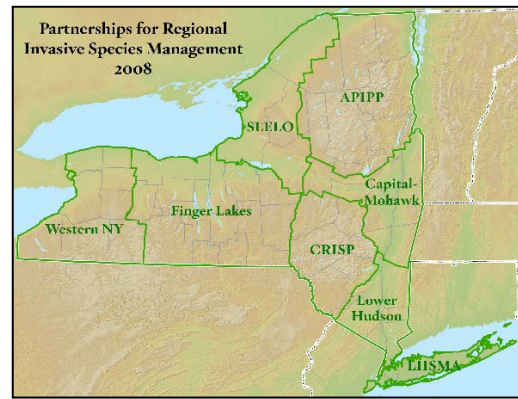 Partnerships for Regional
Invasive Species Management
2008
APIPP
SLELO
Capital-
Mohawk
Finger Lakes
Western NY
CRISP
Lower
Hudson
LIISMA